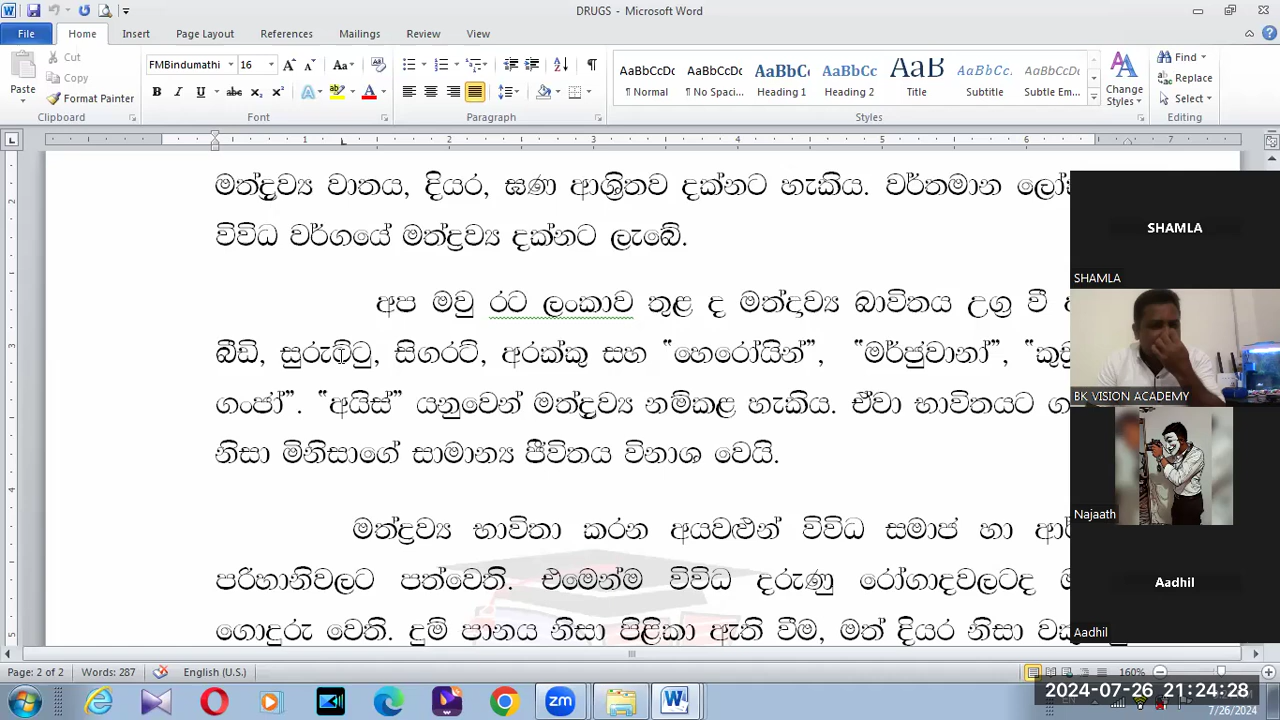 DRUGS - Microsoft Word
File Home Insert Page Layout References Mailings Review View
Cut
Copy
Format Painter
Paste
Clipboard
FMBindumathi 16
Font
Paragraph
AaBbCcDc AaBbCcDc AaBbCc AaBbCc AaB AaBbCc. AaBbCcDc
¶ Normal ¶ No Spaci... Heading 1 Heading 2 Title Subtitle Subtle Em...
Styles
Change Styles
Find
Replace
Select
Editing
මත්ද්‍රව්‍ය වාතය, දියර, ඝණ ආශ්‍රිතව දක්නට හැකිය. වර්තමාන
විවිධ වර්ගයේ මත්ද්‍රව්‍ය දක්නට ලැබේ.
අප මවු රට ලංකාව තුළ ද මත්ද්‍රාව්‍ය බාවිතය උග්‍ර වී
බීඩි, සුරුට්ටු, සිගරට්, අරක්කු සහ “හෙරෝයින්”, “මර්ජුවානා”,
ගංජා”. “අයිස්” යනුවෙන් මත්ද්‍රව්‍ය නම්කළ හැකිය. ඒවා භාවිතයට
නිසා මිනිසාගේ සාමාන්‍ය ජීවිතය විනාශ වෙයි.
මත්ද්‍රව්‍ය භාවිතා කරන අයවළුන් විවිධ සමාජ හා
පරිහානිවලට පත්වෙති. එමෙන්ම විවිධ දරුණු රෝගාදවලටද
ගොදුරු වෙති. දුම් පානය නිසා පිළිකා ඇති වීම, මත් දියර නිසා
SHAMLA
SHAMLA
BK VISION ACADEMY
Najaath
Aadhil
Aadhil
Page: 2 of 2 Words: 287 English (U.S.) 160%
2024-07-26 21:24:28
7/26/2024